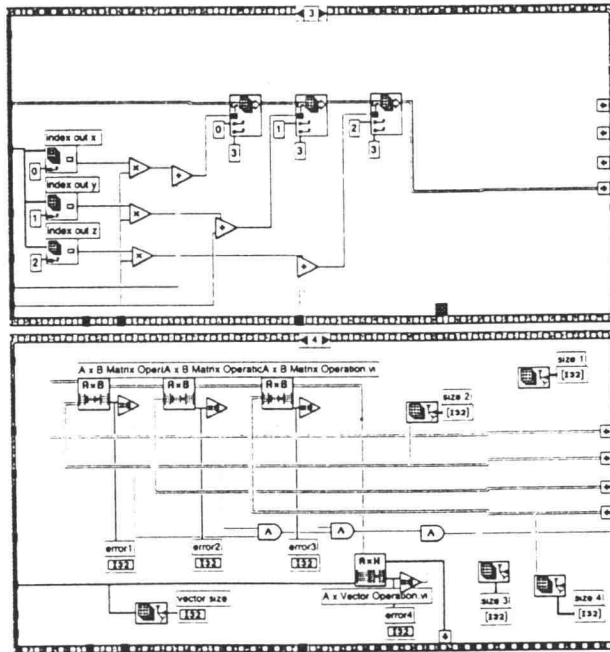 3
index out x
0
index out y
1
index out z
2
x
x
x
÷
÷
÷
0
3
1
3
2
3
4
A x B Matrix Operi
A x B Matrix Operatic
A x B Matrix Operation.vi
A×B
A×B
A×B
size 1
[I32]
size 2
[I32]
A
A
A
error1
I32
error2
I32
error3
I32
A x Vector Operation.vi
error4
I32
vector size
[I32]
size 3
[I32]
size 4
[I32]